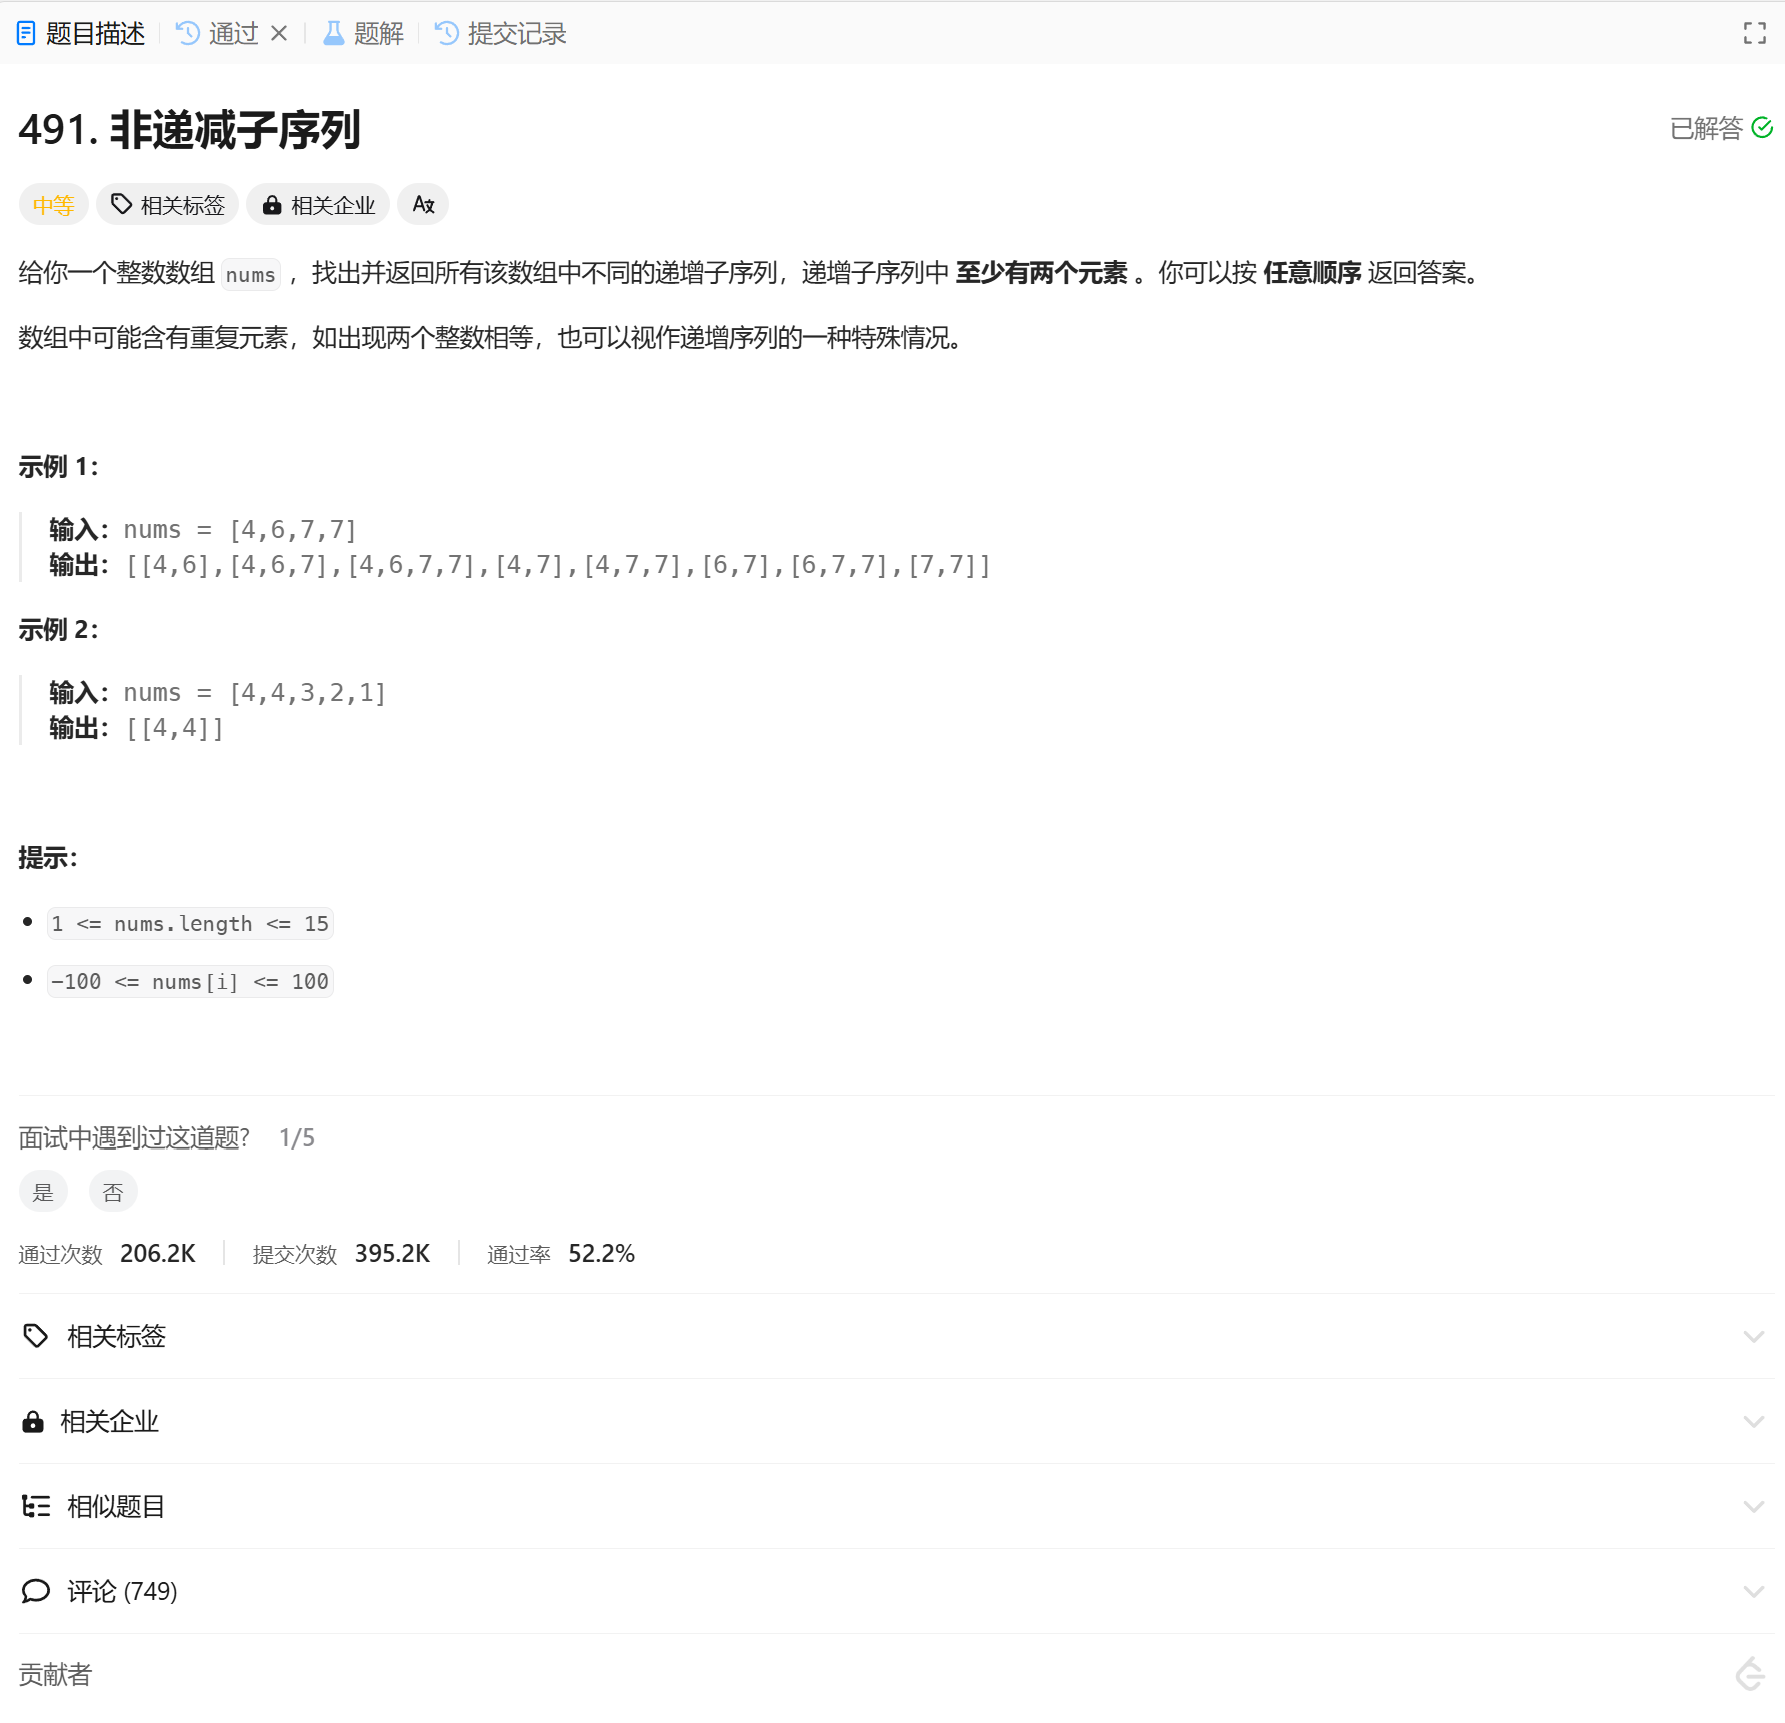 题目描述 通过 题解 提交记录
491. 非递减子序列
已解答
中等 相关标签 相关企业
给你一个整数数组 nums ，找出并返回所有该数组中不同的递增子序列，递增子序列中 至少有两个元素 。你可以按 任意顺序 返回答案。
数组中可能含有重复元素，如出现两个整数相等，也可以视作递增序列的一种特殊情况。
示例 1：
输入：nums = [4,6,7,7]
输出：[[4,6],[4,6,7],[4,6,7,7],[4,7],[4,7,7],[6,7],[6,7,7],[7,7]]
示例 2：
输入：nums = [4,4,3,2,1]
输出：[[4,4]]
提示：
1 <= nums.length <= 15
-100 <= nums[i] <= 100
面试中遇到过这道题? 1/5
是 否
通过次数 206.2K 提交次数 395.2K 通过率 52.2%
相关标签
相关企业
相似题目
评论 (749)
贡献者